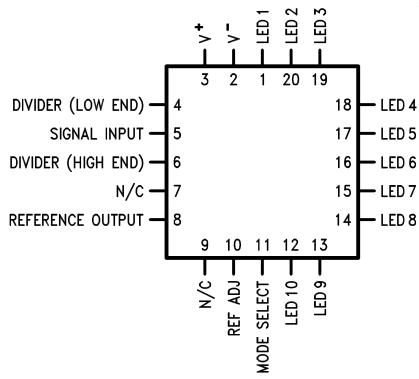 V+
V-
LED 1
LED 2
LED 3
3 2 1 20 19
DIVIDER (LOW END) 4
SIGNAL INPUT 5
DIVIDER (HIGH END) 6
N/C 7
REFERENCE OUTPUT 8
18 LED 4
17 LED 5
16 LED 6
15 LED 7
14 LED 8
9 10 11 12 13
N/C
REF ADJ
MODE SELECT
LED 10
LED 9